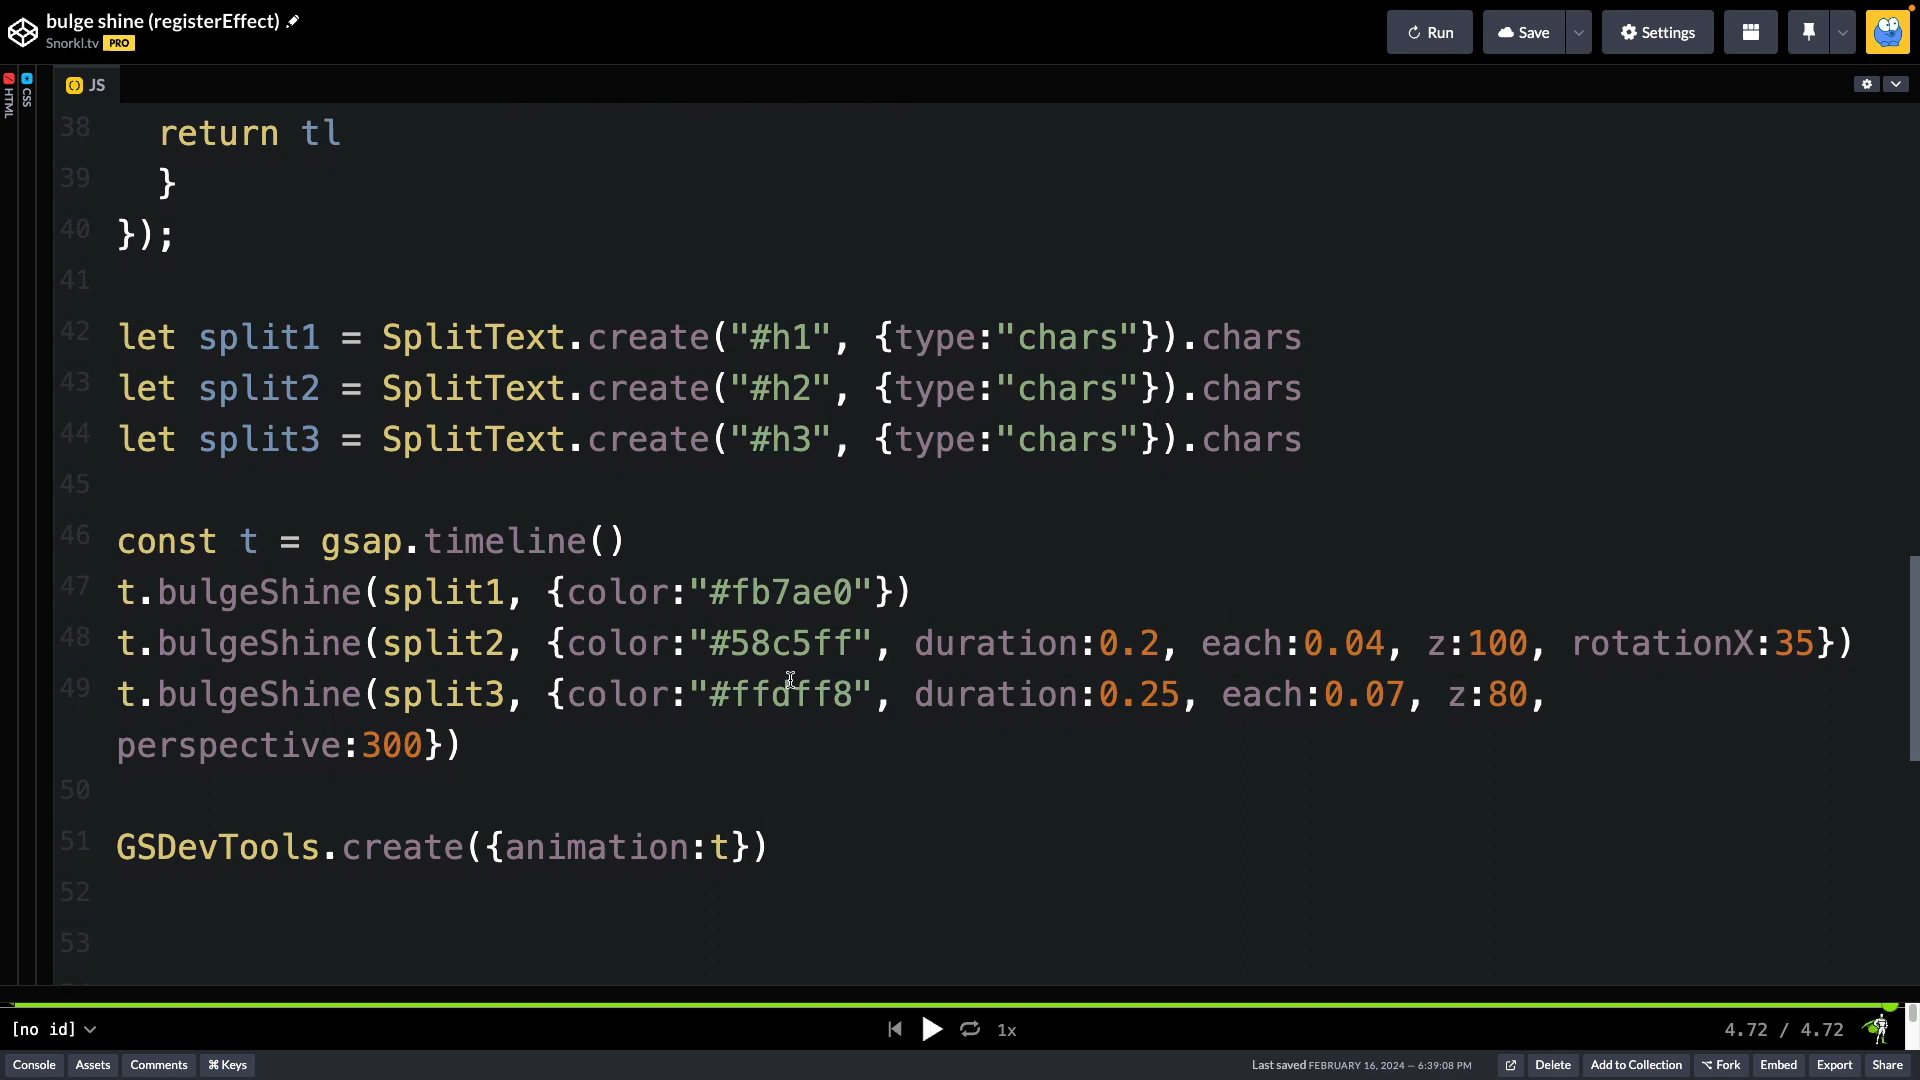 bulge shine (registerEffect)
Snorkl.tv PRO
Run
Save
Settings
HTML
CSS
JS
38 return tl
39 }
40 });
41
42 let split1 = SplitText.create("#h1", {type:"chars"}).chars
43 let split2 = SplitText.create("#h2", {type:"chars"}).chars
44 let split3 = SplitText.create("#h3", {type:"chars"}).chars
45
46 const t = gsap.timeline()
47 t.bulgeShine(split1, {color:"#fb7ae0"})
48 t.bulgeShine(split2, {color:"#58c5ff", duration:0.2, each:0.04, z:100, rotationX:35})
49 t.bulgeShine(split3, {color:"#ffdff8", duration:0.25, each:0.07, z:80,
perspective:300})
50
51 GSDevTools.create({animation:t})
52
53
[no id] 1x 4.72 / 4.72
Console Assets Comments ⌘ Keys Last saved FEBRUARY 16, 2024 — 6:39:08 PM Delete Add to Collection ⌥ Fork Embed Export Share